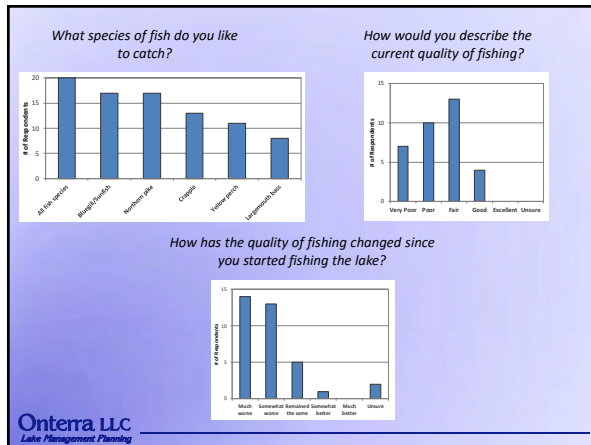 What species of fish do you like
to catch?
20
15
10
5
0
# of Respondents
All fish species
Bluegill/Sunfish
Northern pike
Crappie
Yellow perch
Largemouth bass
How would you describe the
current quality of fishing?
15
10
5
0
# of Respondents
Very Poor Poor Fair Good Excellent Unsure
How has the quality of fishing changed since
you started fishing the lake?
15
10
5
0
# of Respondents
Much Somewhat Remained Somewhat Much Unsure
worse worse the same better better
Onterra LLC
Lake Management Planning